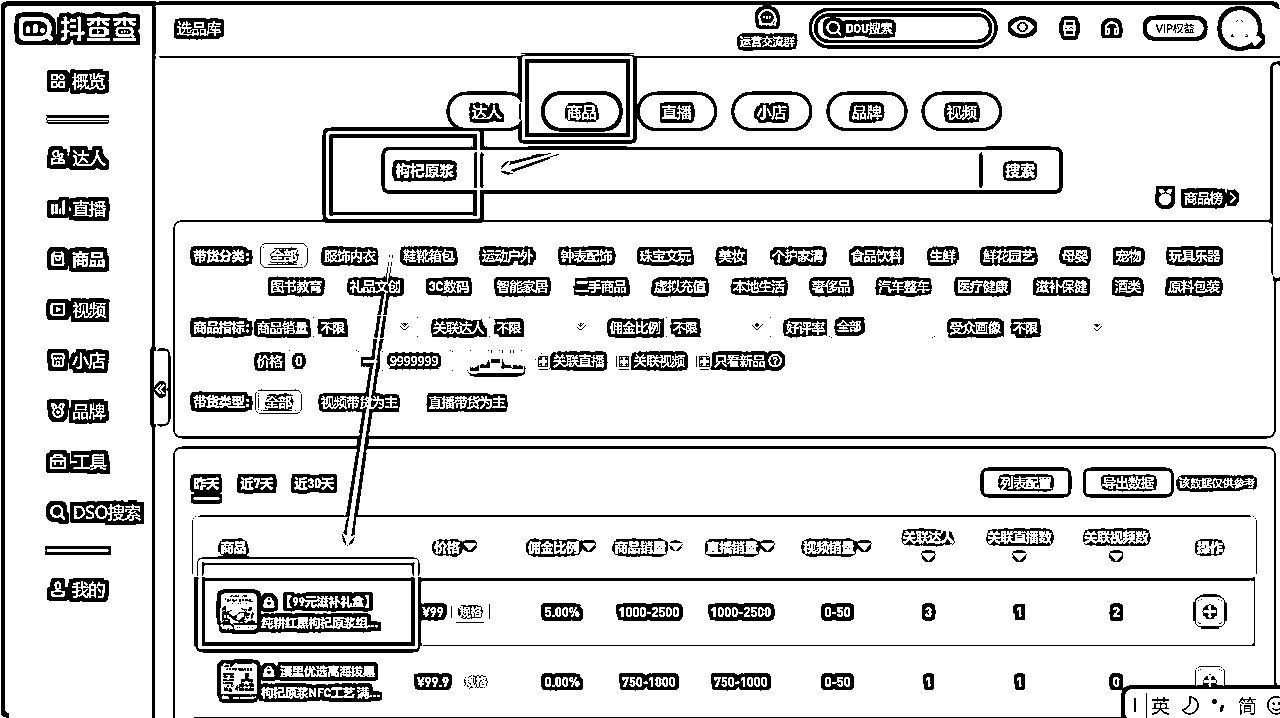 抖查查
选品库
运营交流群
DDU搜索
VIP权益
概览
达人
直播
商品
视频
小店
品牌
工具
DSO搜索
我的
达人 商品 直播 小店 品牌 视频
枸杞原浆 搜索
商品榜
带货分类: 全部 服饰内衣 鞋靴箱包 运动户外 钟表配饰 珠宝文玩 美妆 个护家清 食品饮料 生鲜 鲜花园艺 母婴 宠物 玩具乐器
图书教育 礼品文创 3C数码 智能家居 二手商品 虚拟充值 本地生活 奢侈品 汽车整车 医疗健康 滋补保健 酒类 原料包装
商品指标: 商品销量 不限 关联达人 不限 佣金比例 不限 好评率 全部 受众画像 不限
价格 0 — 9999999 关联直播 关联视频 只看新品
带货类型: 全部 视频带货为主 直播带货为主
昨天 近7天 近30天 列表配置 导出数据 该数据仅供参考
商品 价格 佣金比例 商品销量 直播销量 视频销量 关联达人 关联直播数 关联视频数 操作
【99元滋补礼盒】
纯耕红黑枸杞原浆组...
¥99 规格 5.00% 1000-2500 1000-2500 0-50 3 1 2
漠里优选高海拔黑
枸杞原浆NFC工艺 满...
¥99.9 规格 0.00% 750-1000 750-1000 0-50 1 1 0
英 简